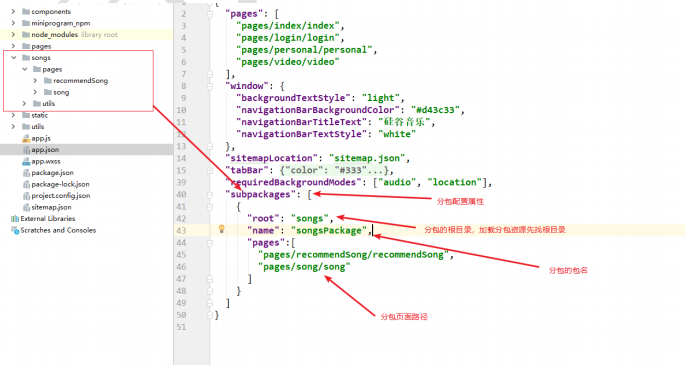 components
miniprogram_npm
node_modules library root
pages
songs
pages
recommendSong
song
utils
static
utils
app.js
app.json
app.wxss
package.json
package-lock.json
project.config.json
sitemap.json
External Libraries
Scratches and Consoles
1 {
2 "pages": [
3 "pages/index/index",
4 "pages/login/login",
5 "pages/personal/personal",
6 "pages/video/video"
7 ],
8 "window": {
9 "backgroundTextStyle": "light",
10 "navigationBarBackgroundColor": "#d43c33",
11 "navigationBarTitleText": "硅谷音乐",
12 "navigationBarTextStyle": "white"
13 },
14 "sitemapLocation": "sitemap.json",
15 "tabBar": {"color": "#333"...},
39 "requiredBackgroundModes": ["audio", "location"],
40 "subpackages": [
分包配置属性
41 {
42 "root": "songs",
分包的根目录，加载分包资源先找根目录
43 "name": "songsPackage",
44 "pages":[
45 "pages/recommendSong/recommendSong",
46 "pages/song/song"
分包的包名
47 ]
48 }
49 ]
50 }
分包页面路径
51